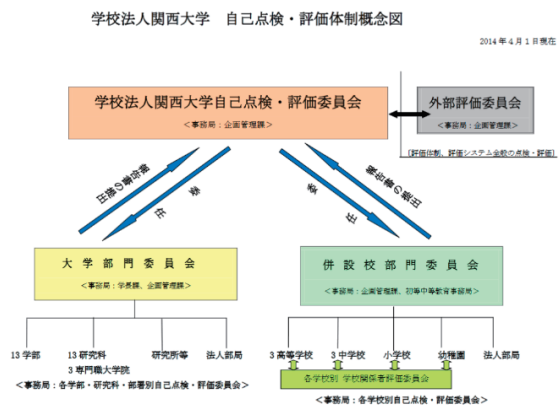 学校法人関西大学 自己点検・評価体制概念図
2014年4月1日現在
学校法人関西大学自己点検・評価委員会
＜事務局：企画管理課＞
外部評価委員会
＜事務局：企画管理課＞
［評価体制、評価システム全般の点検・評価］
報告書の提出
委任
委任
報告書の提出
大学部門委員会
＜事務局：学長課、企画管理課＞
併設校部門委員会
＜事務局：企画管理課、初等中等教育事務局＞
13学部 13研究科 研究所等 法人部局
3専門職大学院
＜事務局：各学部・研究科・部署別自己点検・評価委員会＞
3高等学校 3中学校 小学校 幼稚園 法人部局
各学校別 学校関係者評価委員会
＜事務局：各学校別自己点検・評価委員会＞